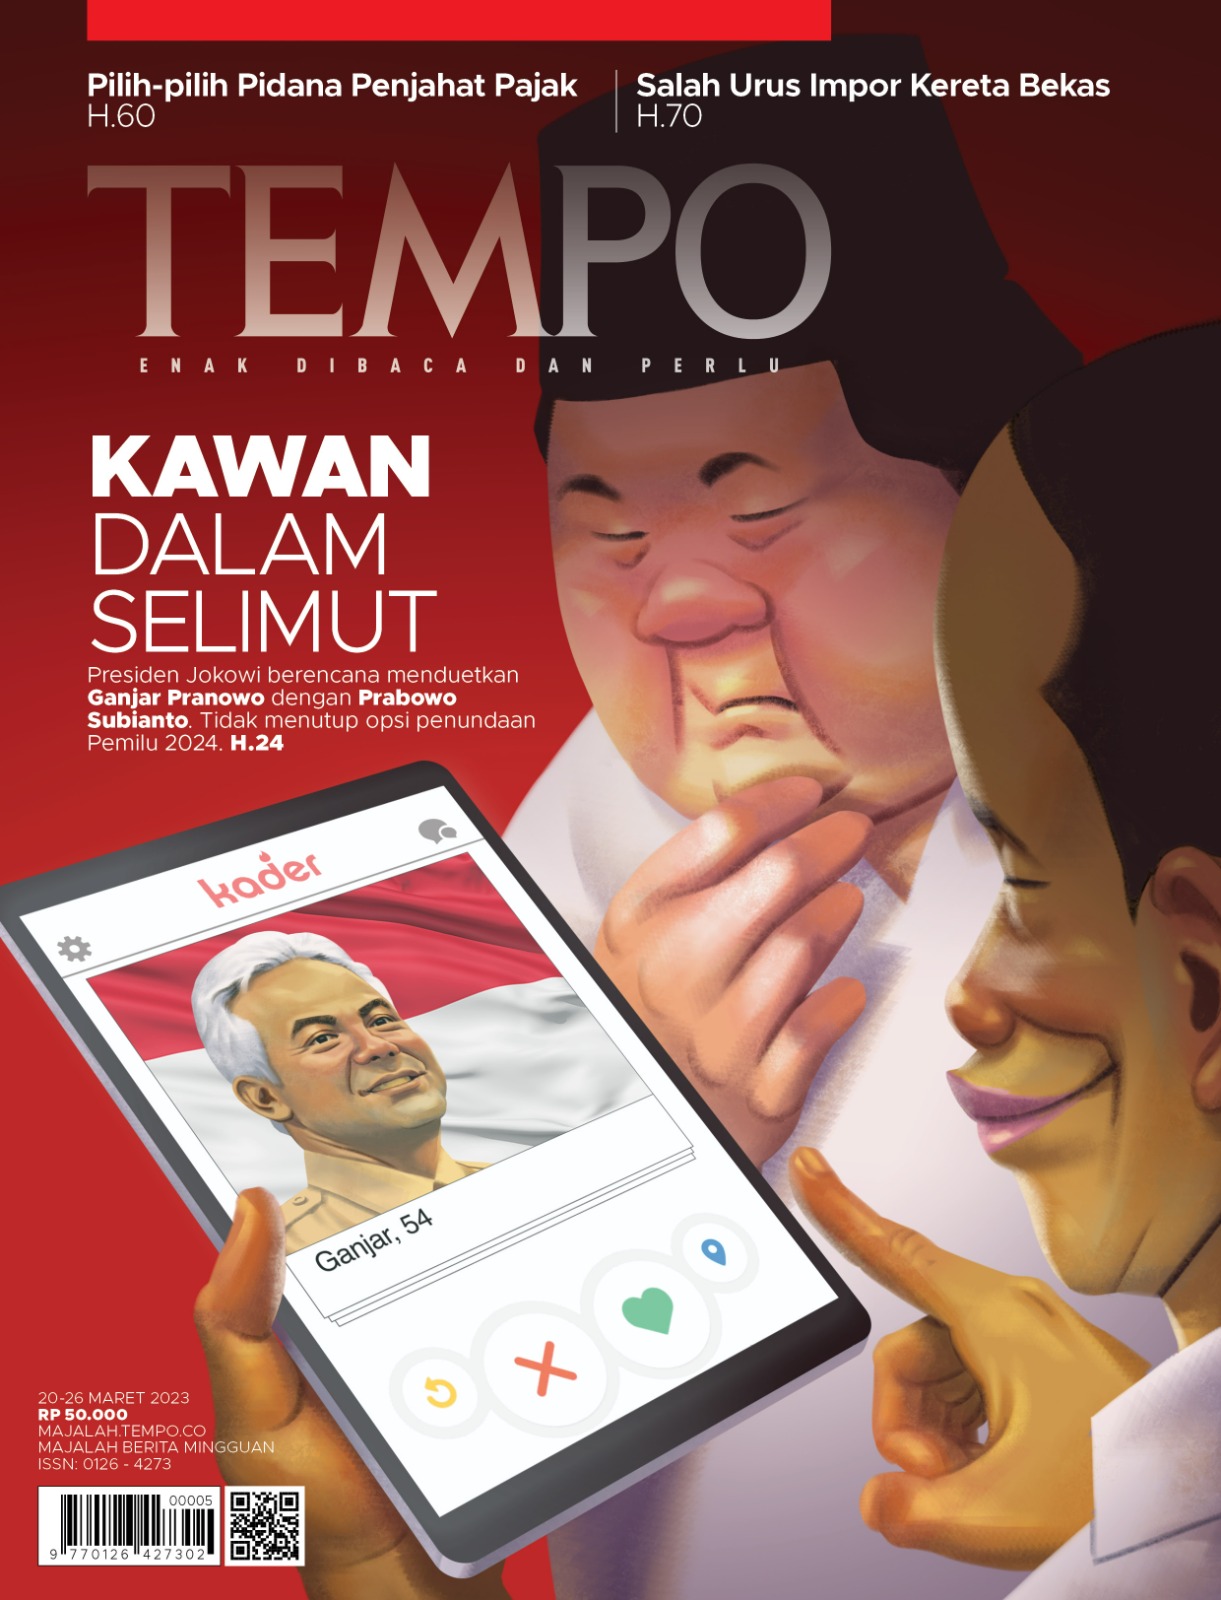 Pilih-pilih Pidana Penjahat Pajak
H.60
Salah Urus Impor Kereta Bekas
H.70
TEMPO
ENAK DIBACA DAN PERLU
KAWAN
DALAM
SELIMUT
Presiden Jokowi berencana menduetkan
Ganjar Pranowo dengan Prabowo
Subianto. Tidak menutup opsi penundaan
Pemilu 2024. H.24
kader
Ganjar, 54
20-26 MARET 2023
RP 50.000
MAJALAH.TEMPO.CO
MAJALAH BERITA MINGGUAN
ISSN: 0126 - 4273
00005
9 770126 427302